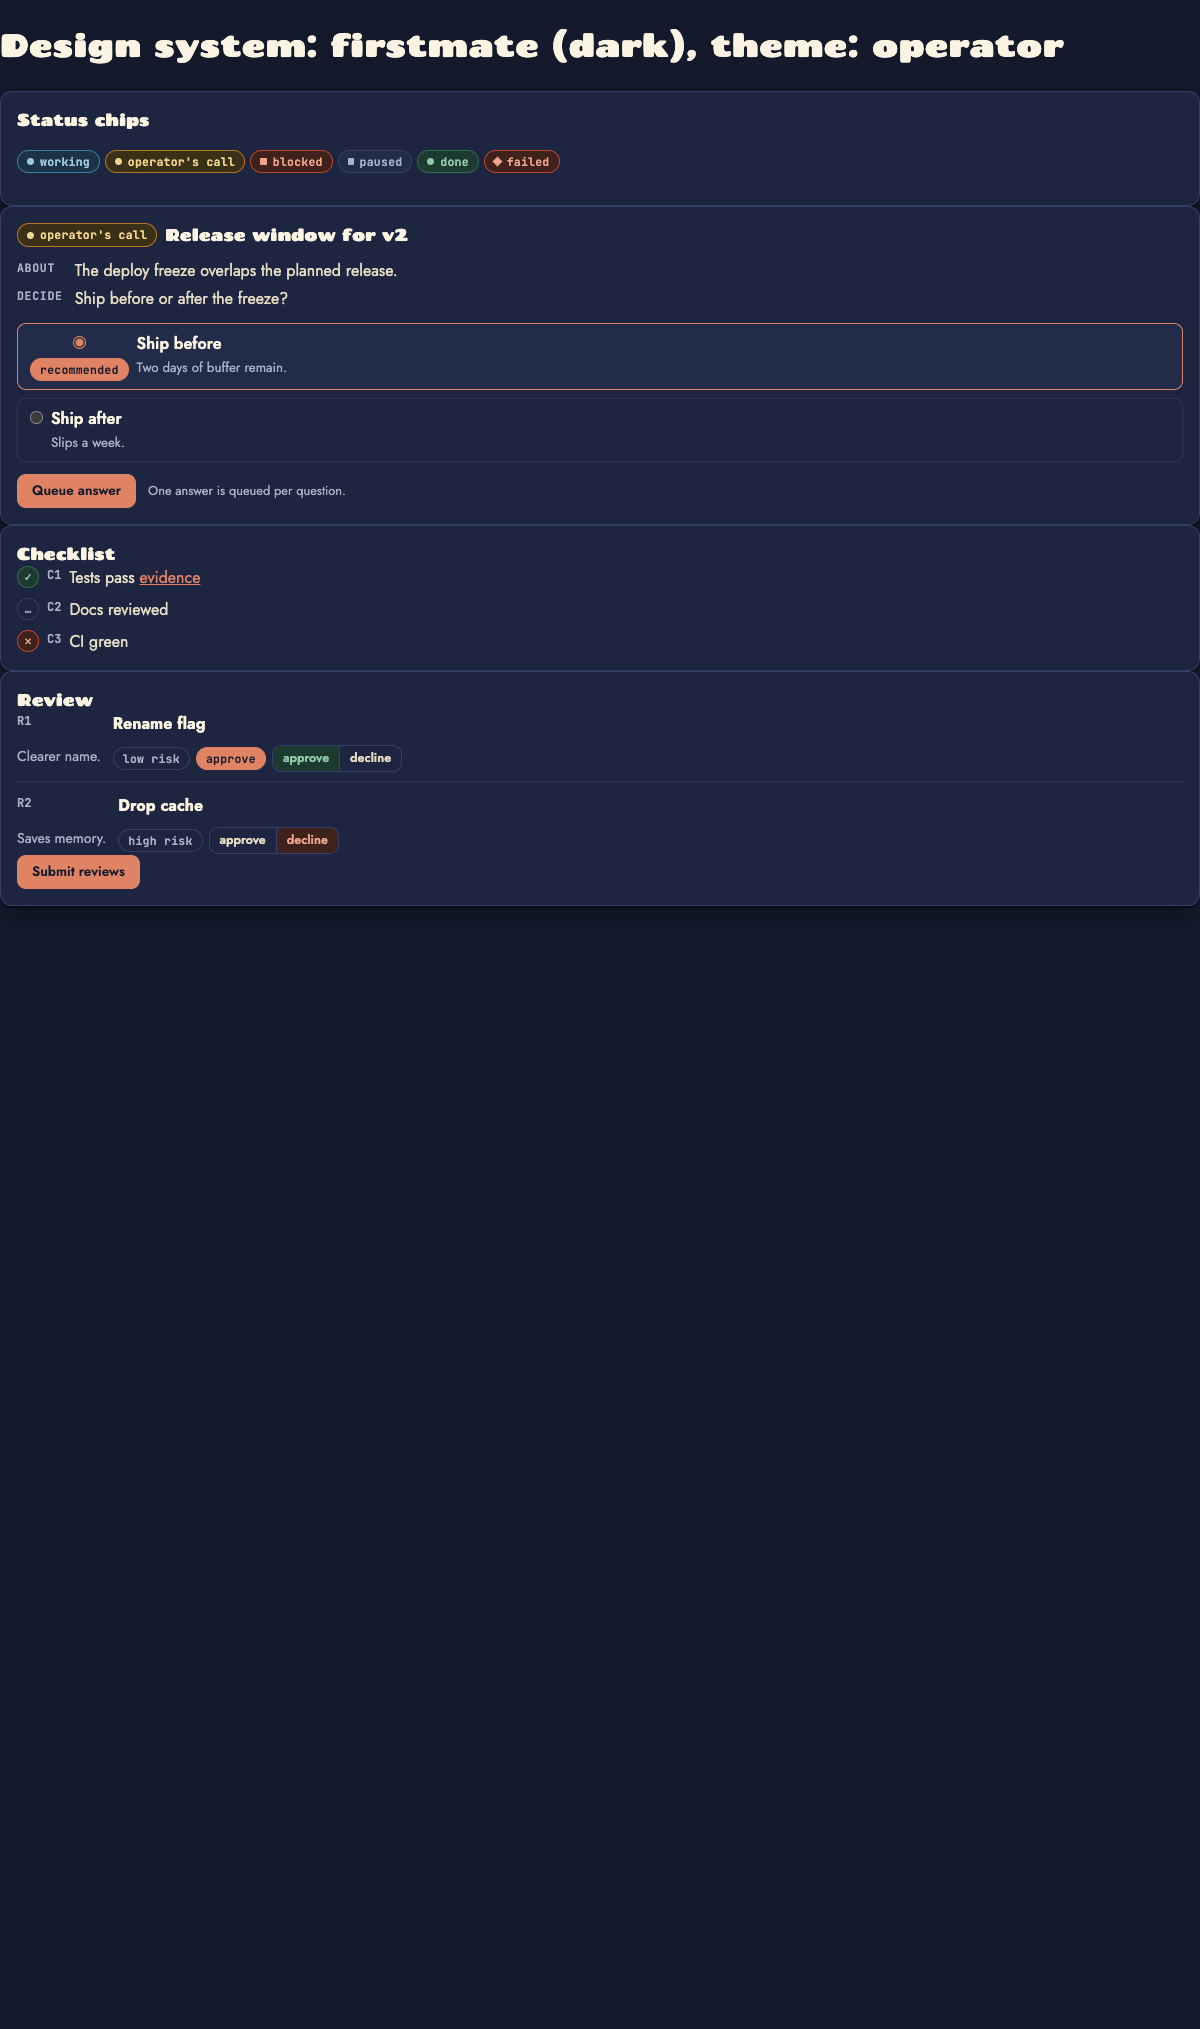 Design system: firstmate (dark), theme: operator
Status chips
working operator's call blocked paused done failed
operator's call Release window for v2
ABOUT The deploy freeze overlaps the planned release.
DECIDE Ship before or after the freeze?
Ship before
recommended Two days of buffer remain.
Ship after
Slips a week.
Queue answer One answer is queued per question.
Checklist
✓ C1 Tests pass evidence
… C2 Docs reviewed
✕ C3 CI green
Review
R1 Rename flag
Clearer name. low risk approve approve decline
R2 Drop cache
Saves memory. high risk approve decline
Submit reviews